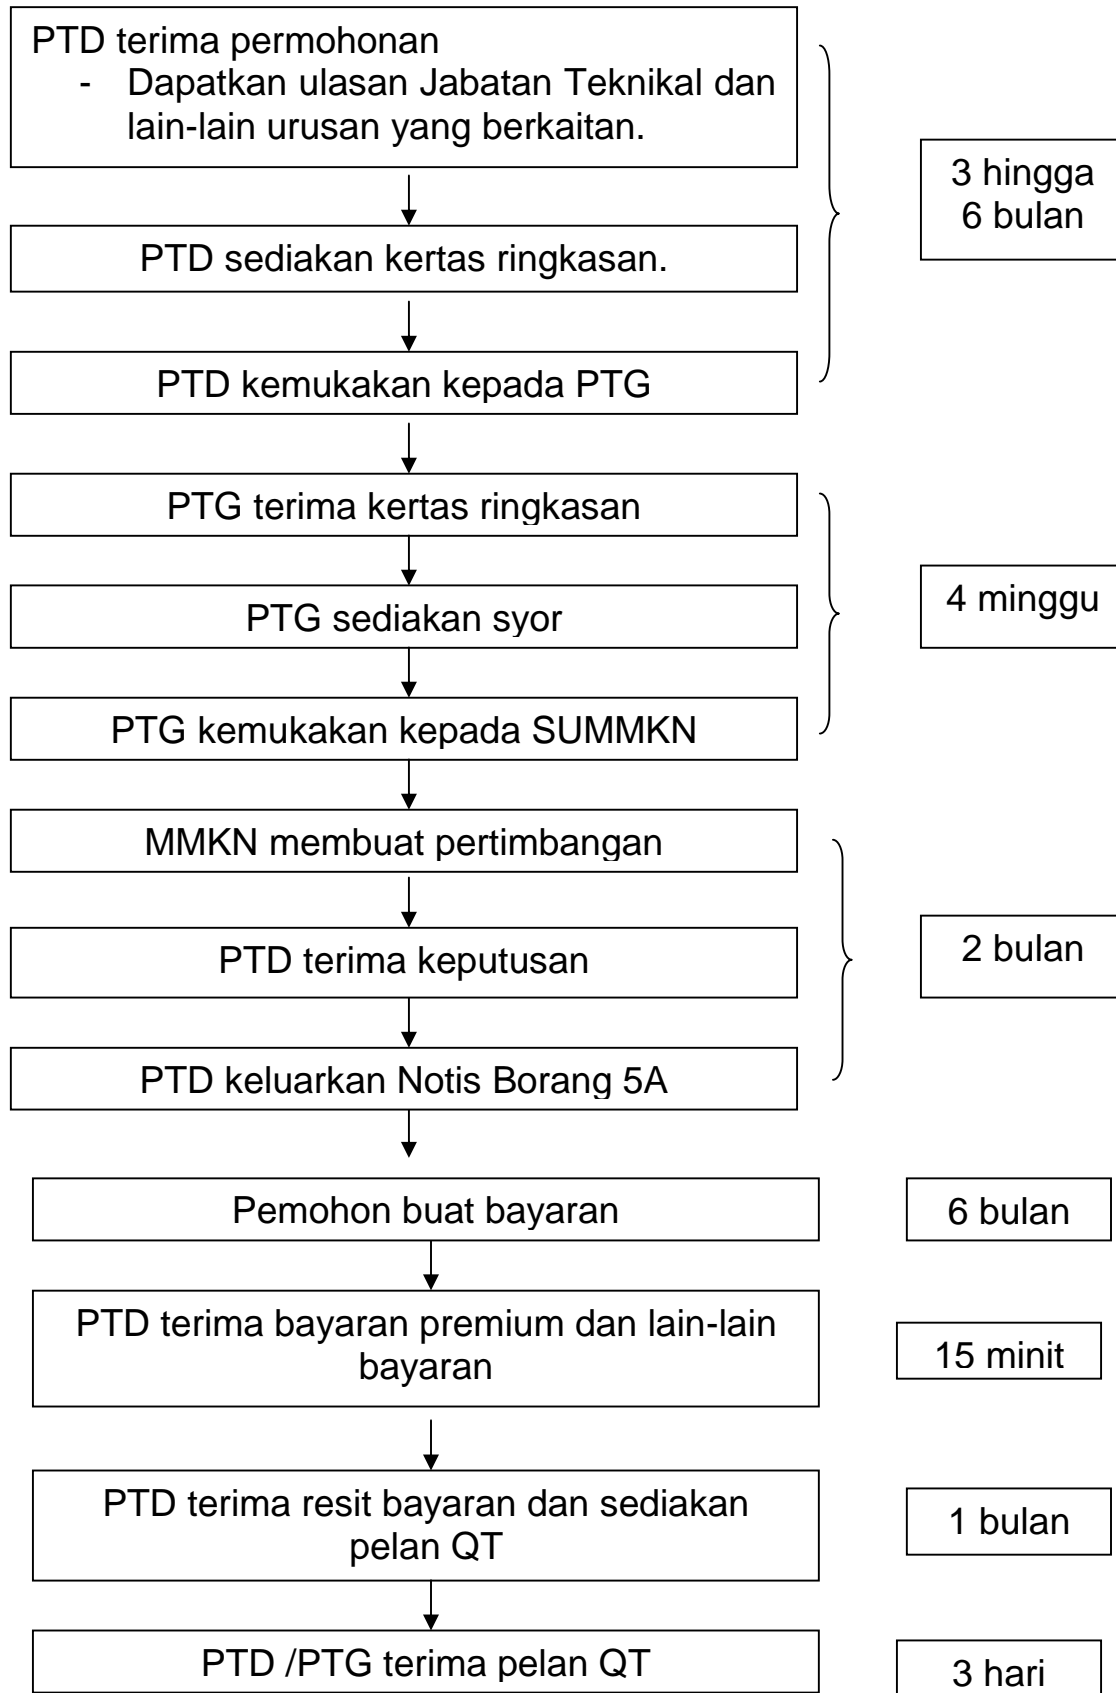 PTD terima permohonan
- Dapatkan ulasan Jabatan Teknikal dan
lain-lain urusan yang berkaitan.
3 hingga
6 bulan
PTD sediakan kertas ringkasan.
PTD kemukakan kepada PTG
PTG terima kertas ringkasan
PTG sediakan syor
4 minggu
PTG kemukakan kepada SUMMKN
MMKN membuat pertimbangan
PTD terima keputusan
2 bulan
PTD keluarkan Notis Borang 5A
Pemohon buat bayaran
6 bulan
PTD terima bayaran premium dan lain-lain
bayaran
15 minit
PTD terima resit bayaran dan sediakan
pelan QT
1 bulan
PTD /PTG terima pelan QT
3 hari